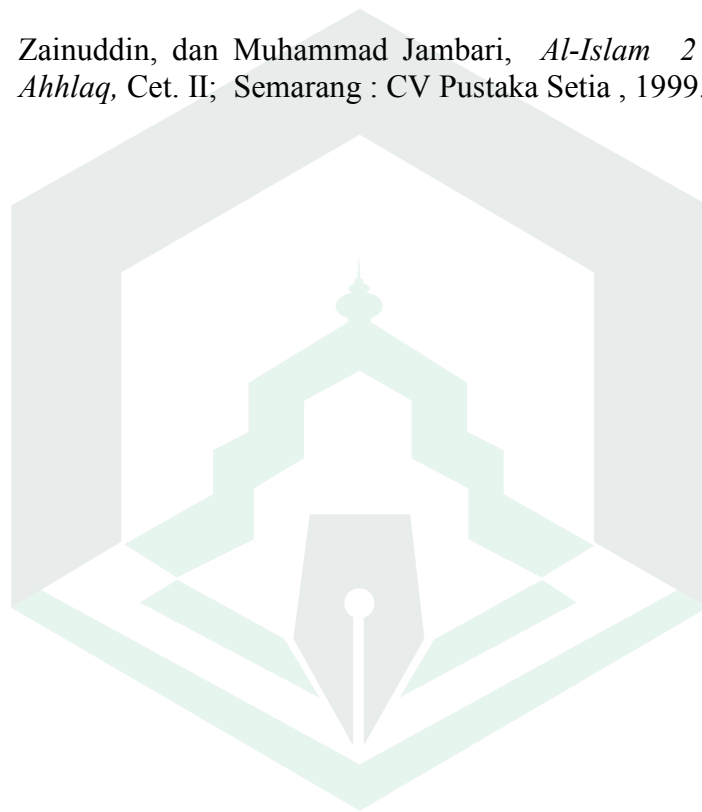 Zainuddin, dan Muhammad Jambari, Al-Islam 2
Ahhlaq, Cet. II; Semarang : CV Pustaka Setia , 1999.